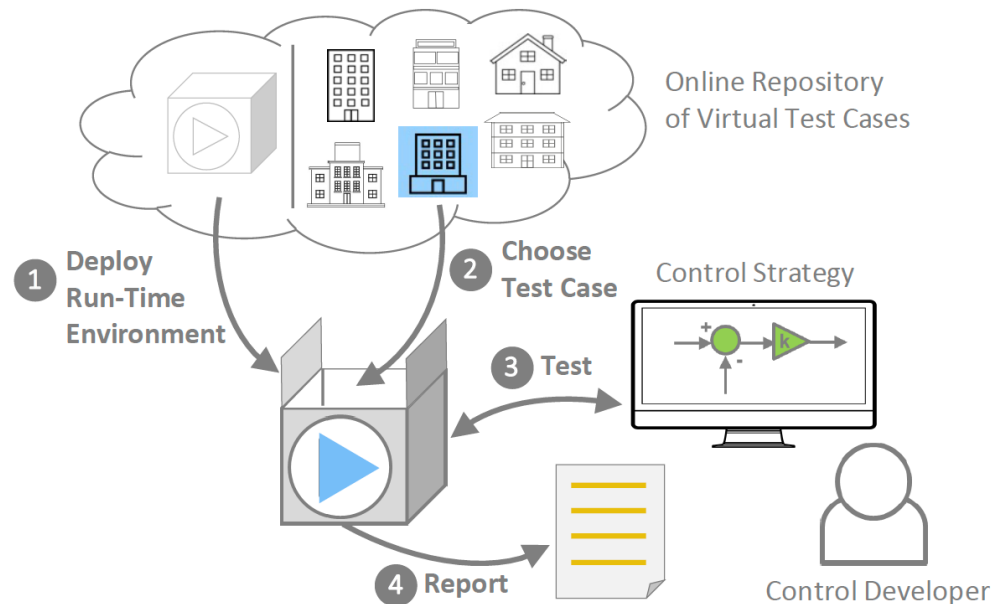 Online Repository
of Virtual Test Cases
1 Deploy
Run-Time
Environment
2 Choose
Test Case
Control Strategy
+
-
k
3 Test
4 Report
Control Developer